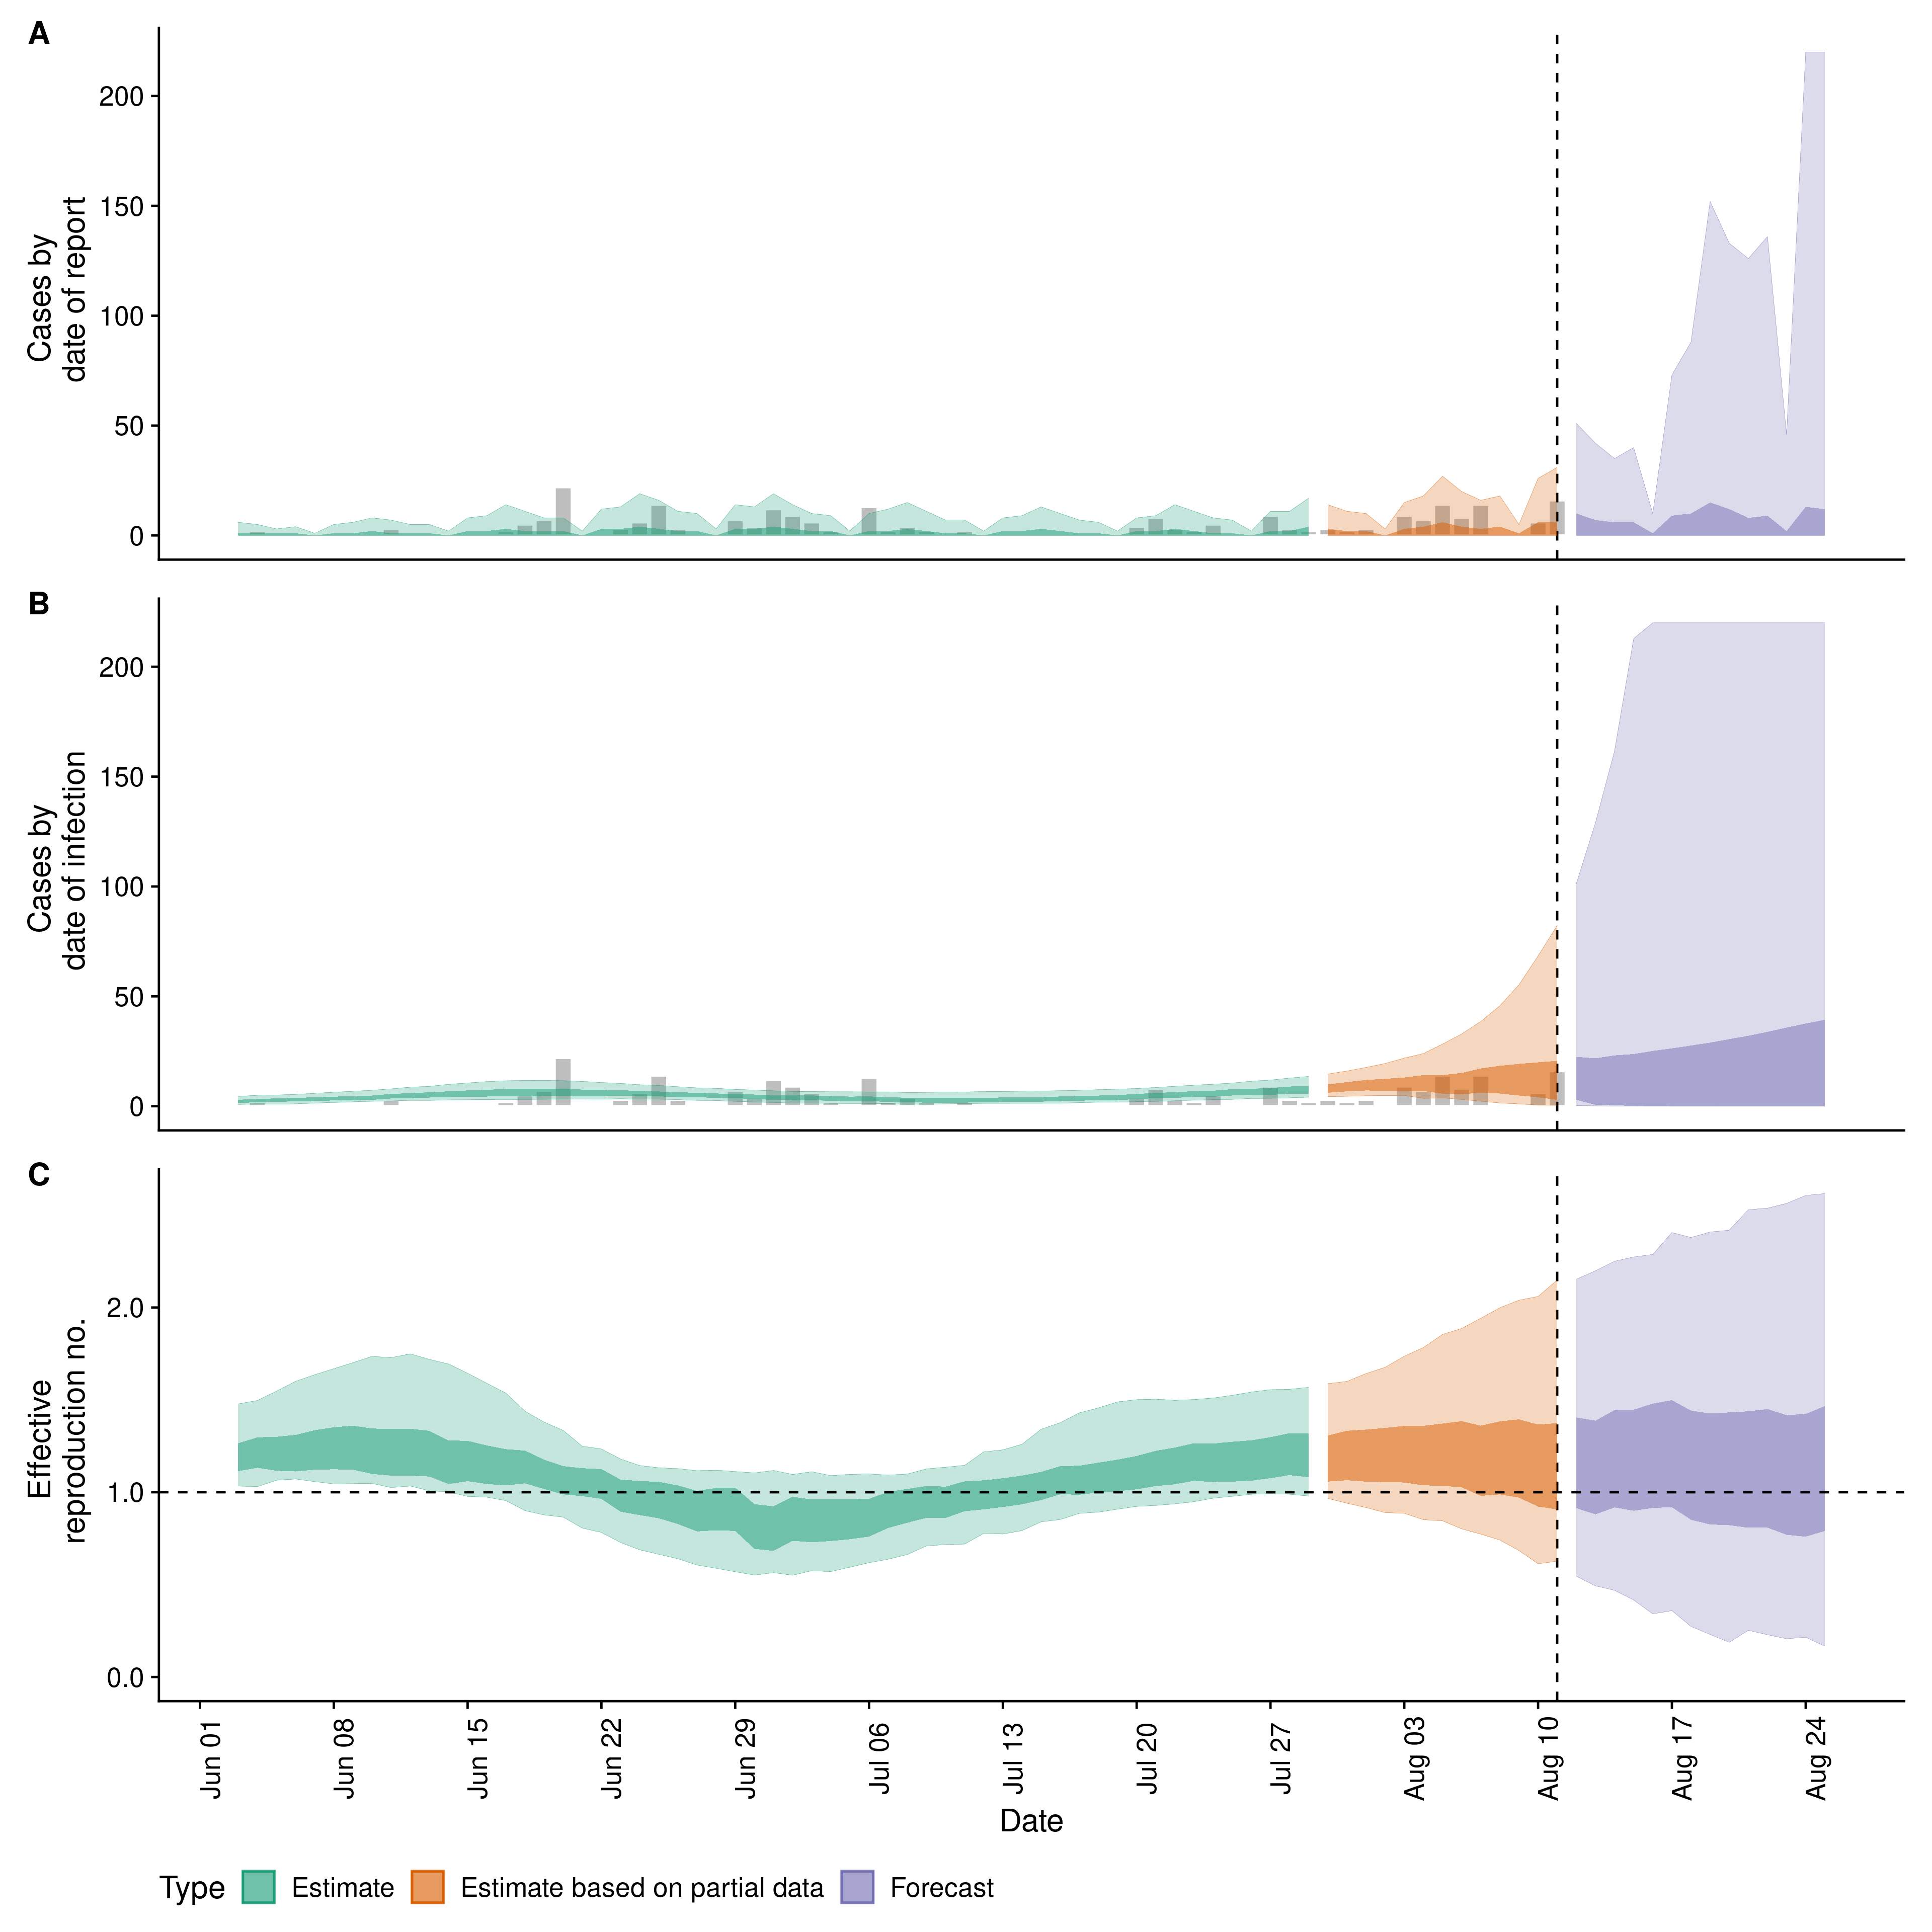 A
Cases by
date of report
200
150
100
50
0
B
Cases by
date of infection
200
150
100
50
0
C
Effective
reproduction no.
2.0
1.0
0.0
Jun 01
Jun 08
Jun 15
Jun 22
Jun 29
Jul 06
Jul 13
Jul 20
Jul 27
Aug 03
Aug 10
Aug 17
Aug 24
Date
Type Estimate Estimate based on partial data Forecast